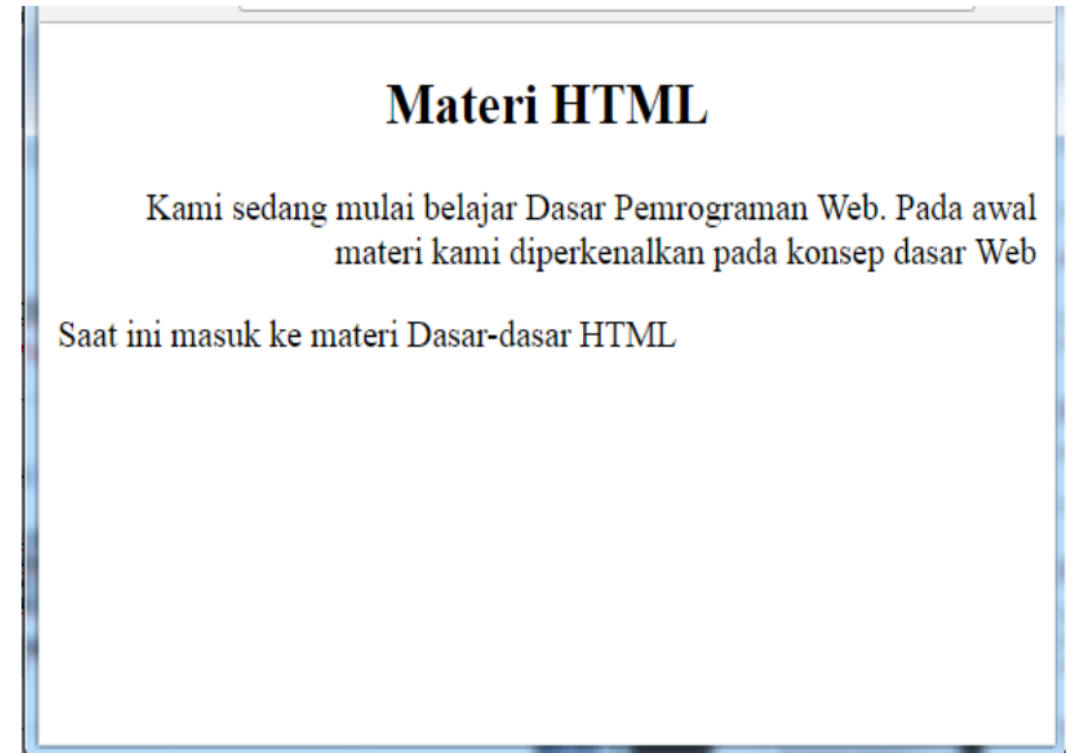 Materi HTML
Kami sedang mulai belajar Dasar Pemrograman Web. Pada awal
materi kami diperkenalkan pada konsep dasar Web
Saat ini masuk ke materi Dasar-dasar HTML